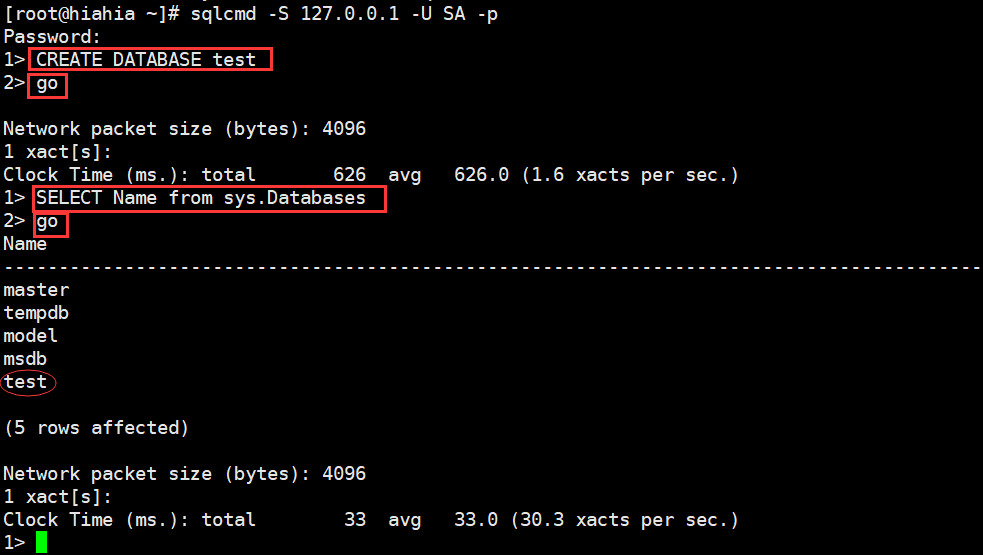 [root@hiahia ~]# sqlcmd -S 127.0.0.1 -U SA -p
Password:
1> CREATE DATABASE test
2> go
Network packet size (bytes): 4096
1 xact[s]:
Clock Time (ms.): total       626  avg   626.0 (1.6 xacts per sec.)
1> SELECT Name from sys.Databases
2> go
Name
-----------------------------------------------------------------------------------------
master
tempdb
model
msdb
test
(5 rows affected)
Network packet size (bytes): 4096
1 xact[s]:
Clock Time (ms.): total        33  avg   33.0 (30.3 xacts per sec.)
1>